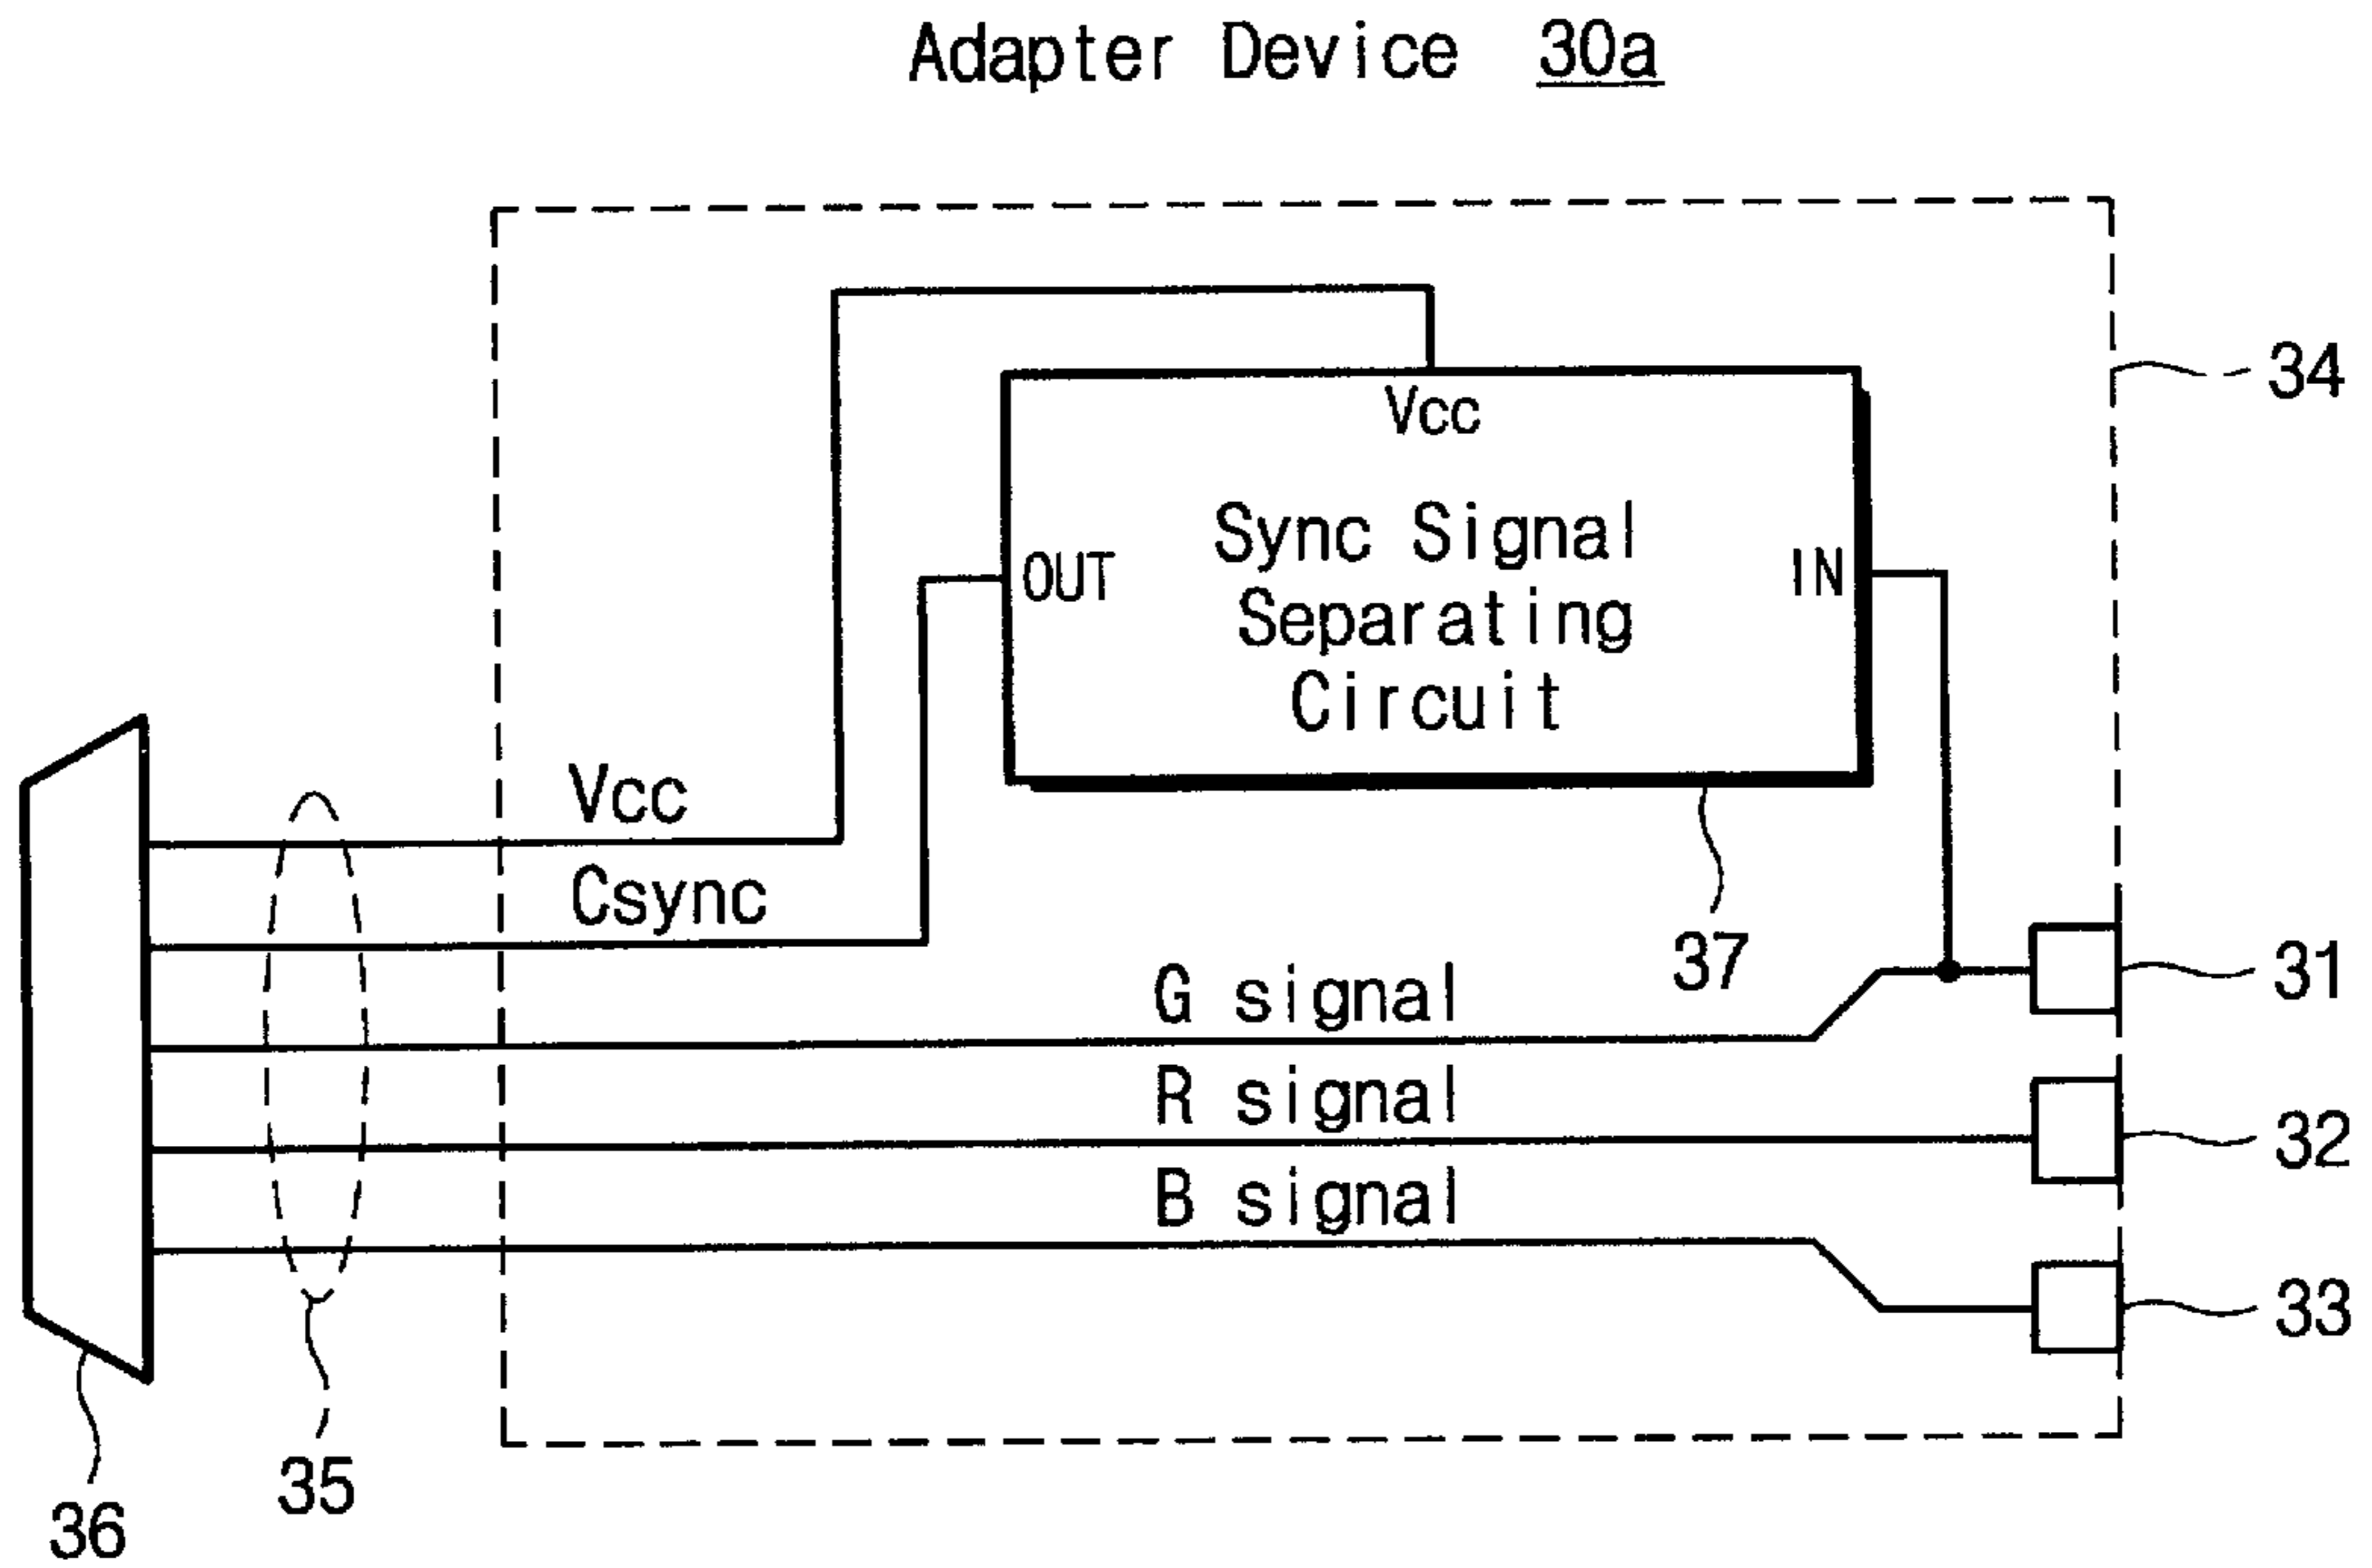 Adapter Device 30a
34
Vcc
Sync Signal
OUT
IN
Separating
Circuit
Vcc
Csync
37
G signal
31
R signal
32
B signal
33
35
36